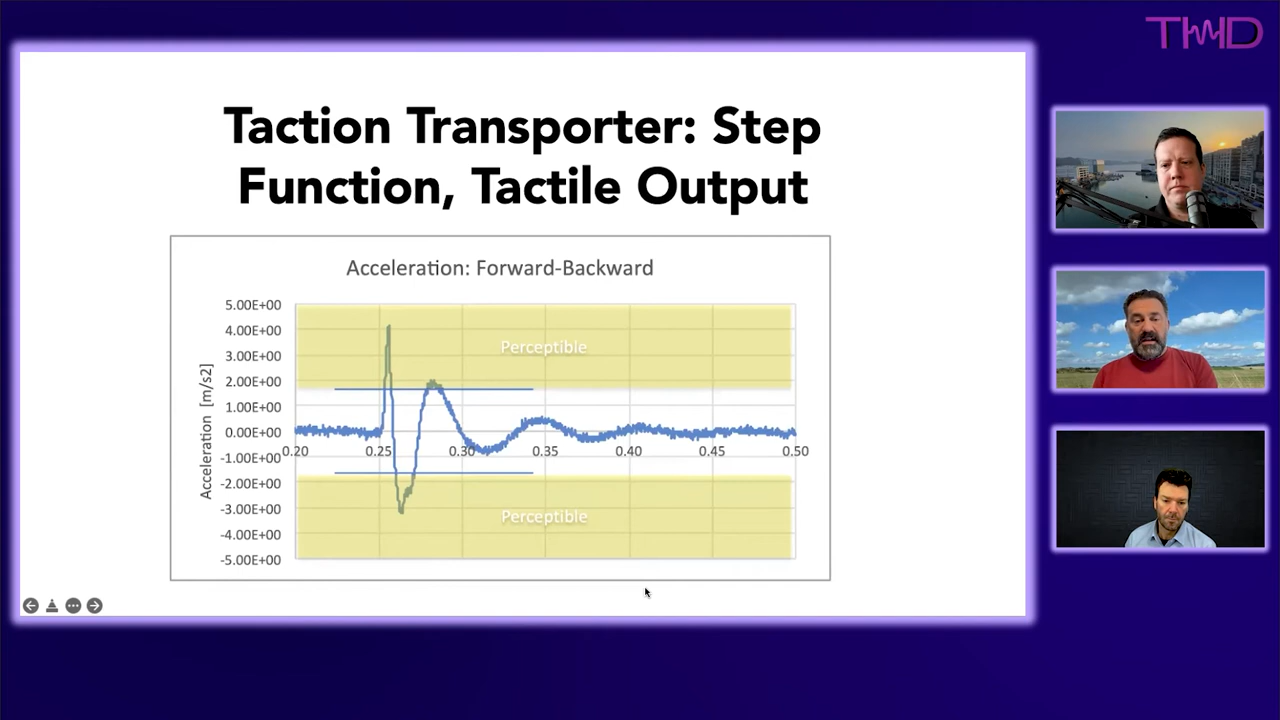 THD
Taction Transporter: Step
Function, Tactile Output
Acceleration: Forward-Backward
Acceleration [m/s2]
5.00E+00
4.00E+00
3.00E+00
2.00E+00
1.00E+00
0.00E+00
-1.00E+00
-2.00E+00
-3.00E+00
-4.00E+00
-5.00E+00
Perceptible
0.20 0.25 0.30 0.35 0.40 0.45 0.50
Perceptible